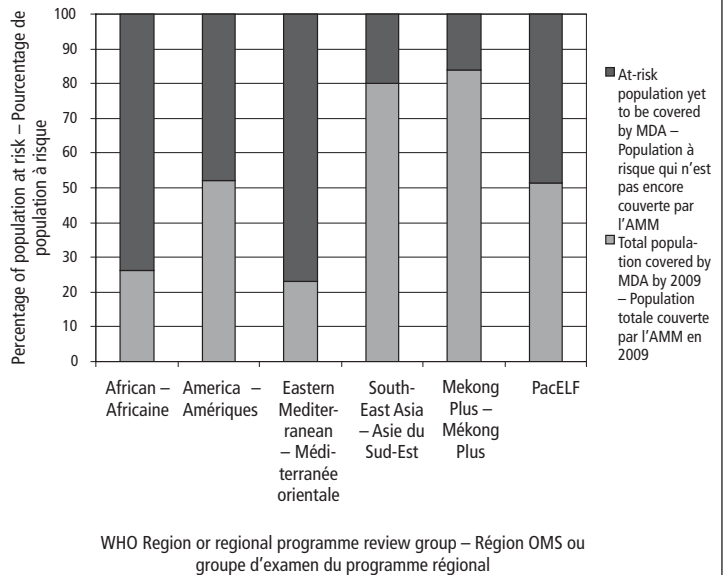 Percentage of population at risk – Pourcentage de
population à risque
100
90
80
70
60
50
40
30
20
10
0
African –
Africaine
America –
Amériques
Eastern
Mediter-
ranean
– Médi-
terranée
orientale
South-
East Asia
– Asie du
Sud-Est
Mekong
Plus –
Mékong
Plus
PacELF
WHO Region or regional programme review group – Région OMS ou
groupe d'examen du programme régional
At-risk
population yet
to be covered
by MDA –
Population à
risque qui n'est
pas encore
couverte par
l'AMM
Total popula-
tion covered by
MDA by 2009
– Population
totale couverte
par l'AMM en
2009